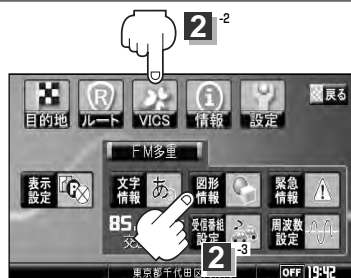 2 -2
目的地 ルート VICS 情報 設定 戻る
FM多重
表示設定 文字情報 あ 図形情報 緊急情報
85. 交 受信番組設定 周波数設定
2 -3
東京都千代田区 OFF 19:42